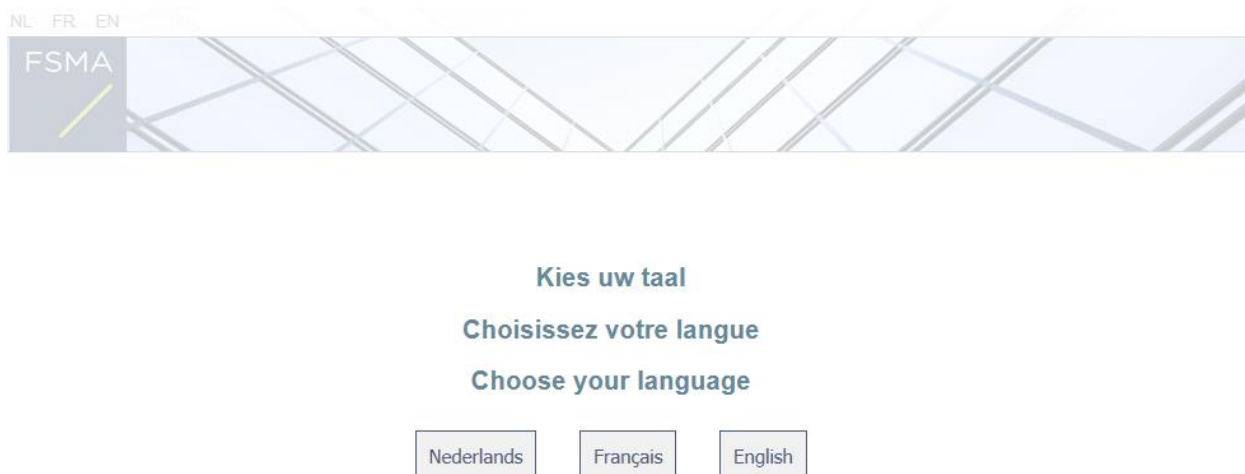 NL FR EN
FSMA
Kies uw taal
Choisissez votre langue
Choose your language
Nederlands Français English